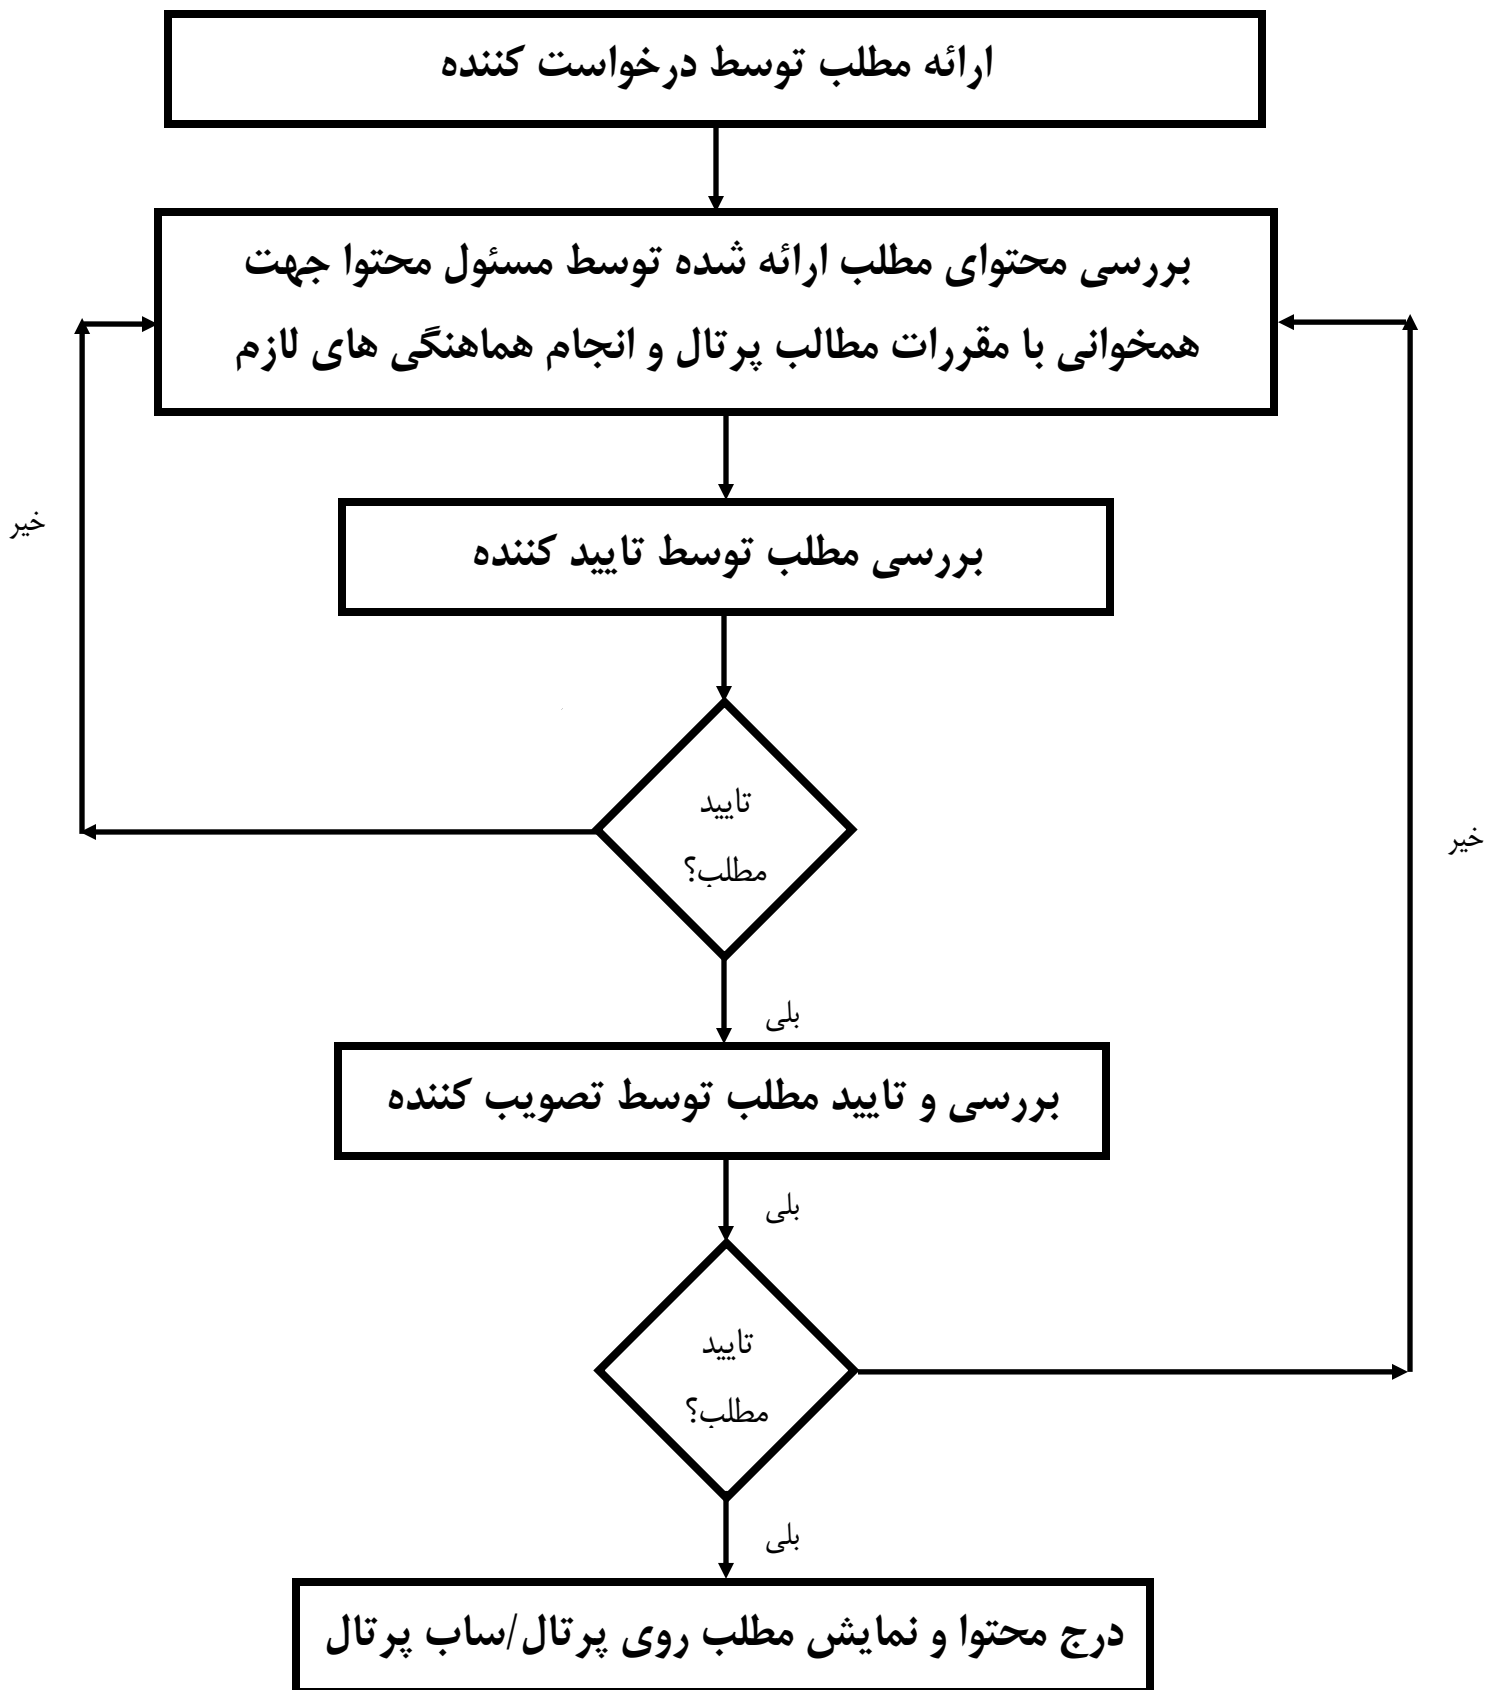 ارائه مطلب توسط درخواست کننده
بررسی محتوای مطلب ارائه شده توسط مسئول محتوا جهت
همخوانی با مقررات مطالب پرتال و انجام هماهنگی های لازم
خیر
بررسی مطلب توسط تایید کننده
تایید
مطلب؟
خیر
بلی
بررسی و تایید مطلب توسط تصویب کننده
بلی
تایید
مطلب؟
بلی
درج محتوا و نمایش مطلب روی پرتال/ساب پرتال